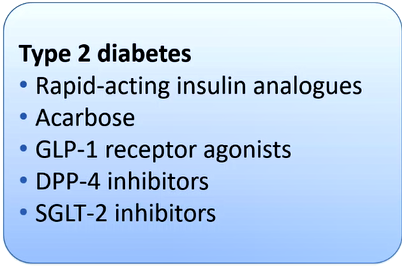 Type 2 diabetes
• Rapid-acting insulin analogues
• Acarbose
• GLP-1 receptor agonists
• DPP-4 inhibitors
• SGLT-2 inhibitors